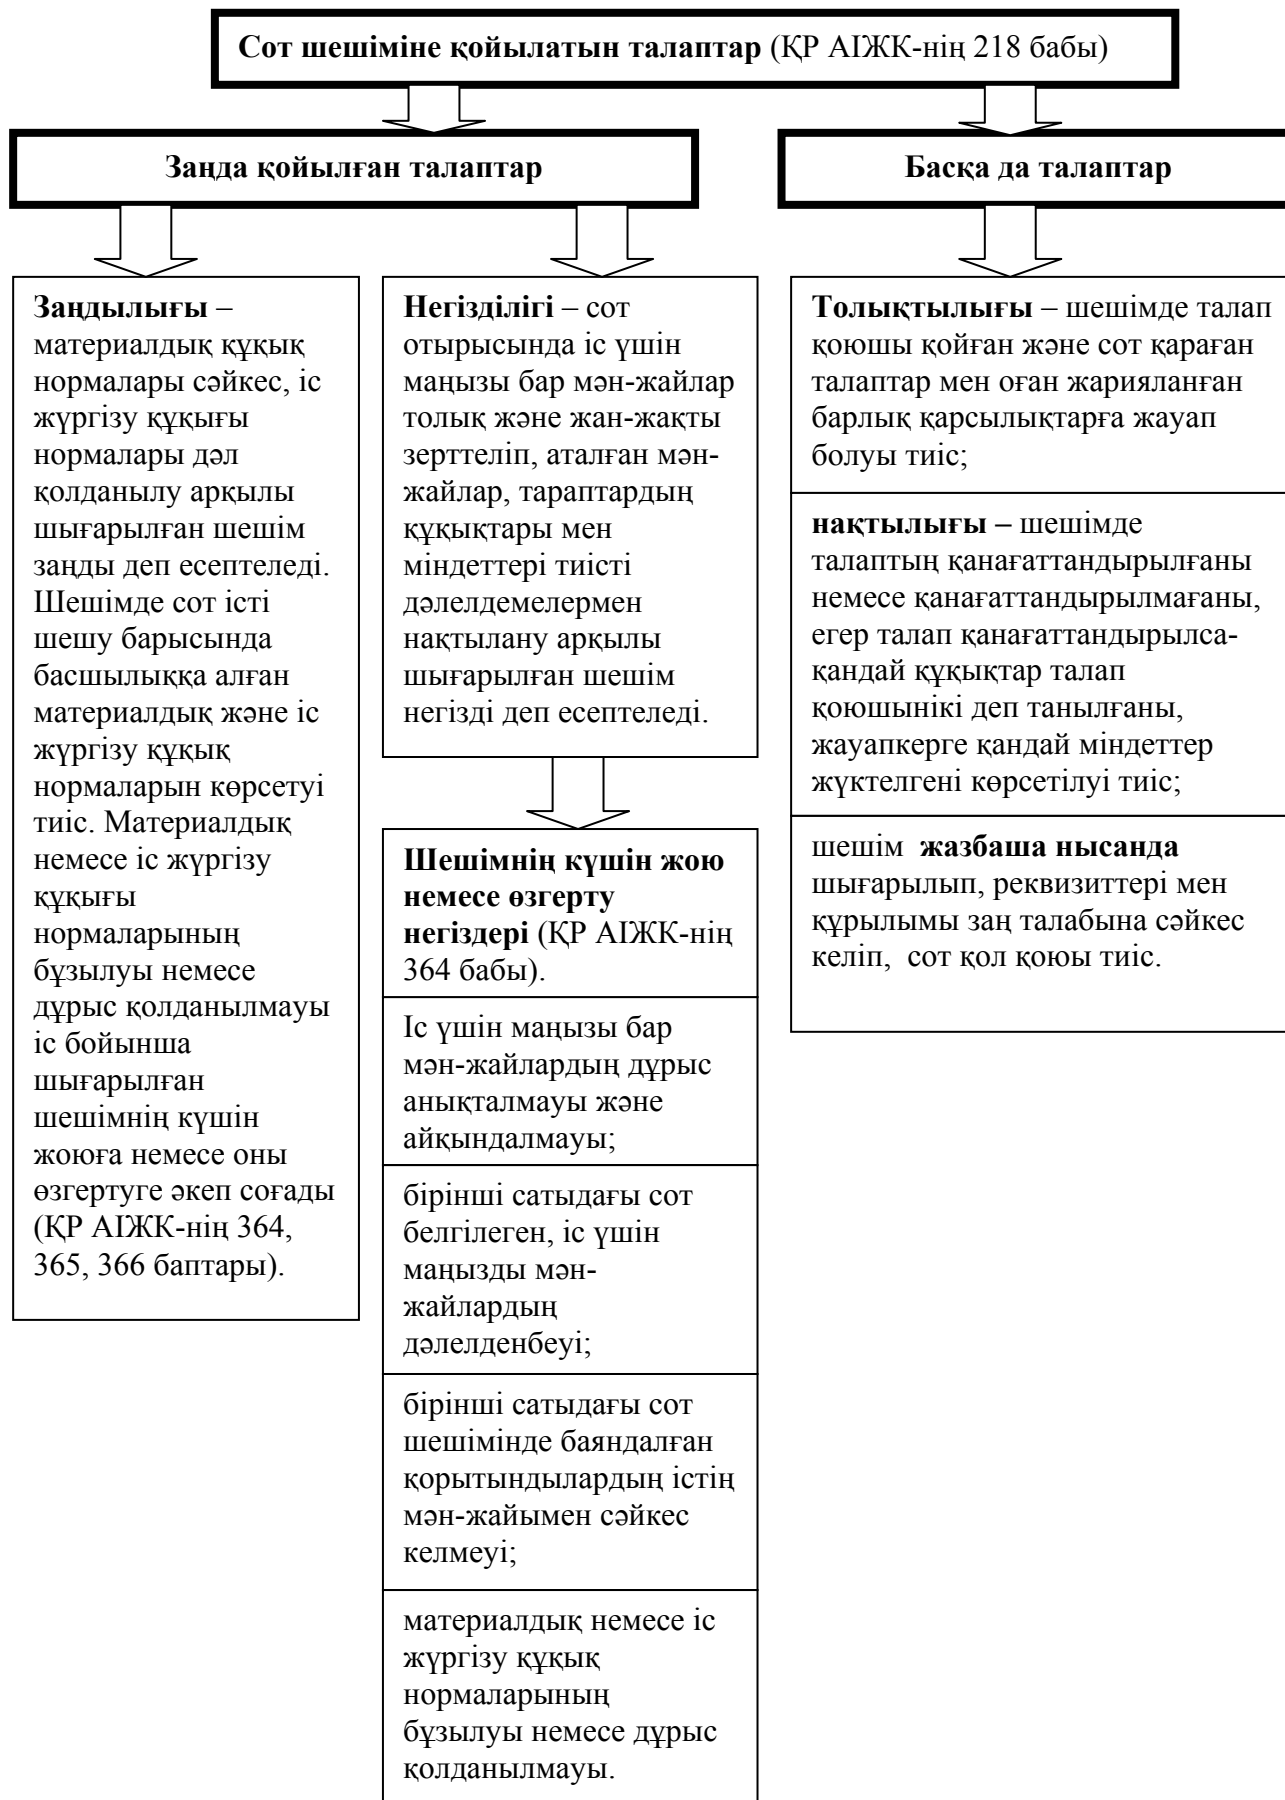 Сот шешіміне қойылатын талаптар (ҚР АІЖК-нің 218 бабы)
Заңда қойылған талаптар
Басқа да талаптар
Заңдылығы –
материалдық құқық
нормалары сәйкес, іс
жүргізу құқығы
нормалары дәл
қолданылу арқылы
шығарылған шешім
заңды деп есептеледі.
Шешімде сот істі
шешу барысында
басшылыққа алған
материалдық және іс
жүргізу құқық
нормаларын көрсетуі
тиіс. Материалдық
немесе іс жүргізу
құқығы
нормаларының
бұзылуы немесе
дұрыс қолданылмауы
іс бойынша
шығарылған
шешімнің күшін
жоюға немесе оны
өзгертуге әкеп соғады
(ҚР АІЖК-нің 364,
365, 366 баптары).
Негізділігі – сот
отырысында іс үшін
маңызы бар мән-жайлар
толық және жан-жақты
зерттеліп, аталған мән-
жайлар, тараптардың
құқықтары мен
міндеттері тиісті
дәлелдемелермен
нақтылану арқылы
шығарылған шешім
негізді деп есептеледі.
Шешімнің күшін жою
немесе өзгерту
негіздері (ҚР АІЖК-нің
364 бабы).
Іс үшін маңызы бар
мән-жайлардың дұрыс
анықталмауы және
айқындалмауы;
бірінші сатыдағы сот
белгілеген, іс үшін
маңызды мән-
жайлардың
дәлелденбеуі;
бірінші сатыдағы сот
шешімінде баяндалған
қорытындылардың істің
мән-жайымен сәйкес
келмеуі;
материалдық немесе іс
жүргізу құқық
нормаларының
бұзылуы немесе дұрыс
қолданылмауы.
Толықтылығы – шешімде талап
қоюшы қойған және сот қараған
талаптар мен оған жарияланған
барлық қарсылықтарға жауап
болуы тиіс;
нақтылығы – шешімде
талаптың қанағаттандырылғаны
немесе қанағаттандырылмағаны,
егер талап қанағаттандырылса-
қандай құқықтар талап
қоюшынікі деп танылғаны,
жауапкерге қандай міндеттер
жүктелгені көрсетілуі тиіс;
шешім жазбаша нысанда
шығарылып, реквизиттері мен
құрылымы заң талабына сәйкес
келіп, сот қол қоюы тиіс.